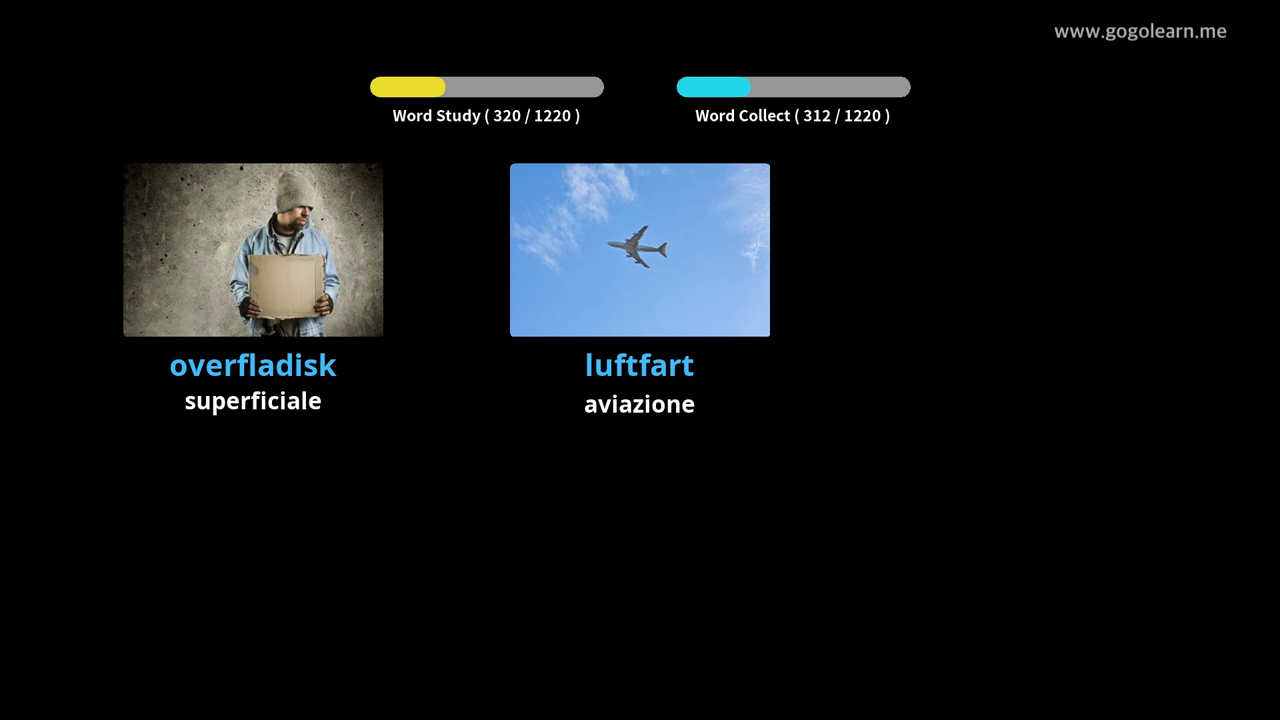 www.gogolearn.me
Word Study ( 320 / 1220 )
Word Collect ( 312 / 1220 )
overfladisk
superficiale
luftfart
aviazione